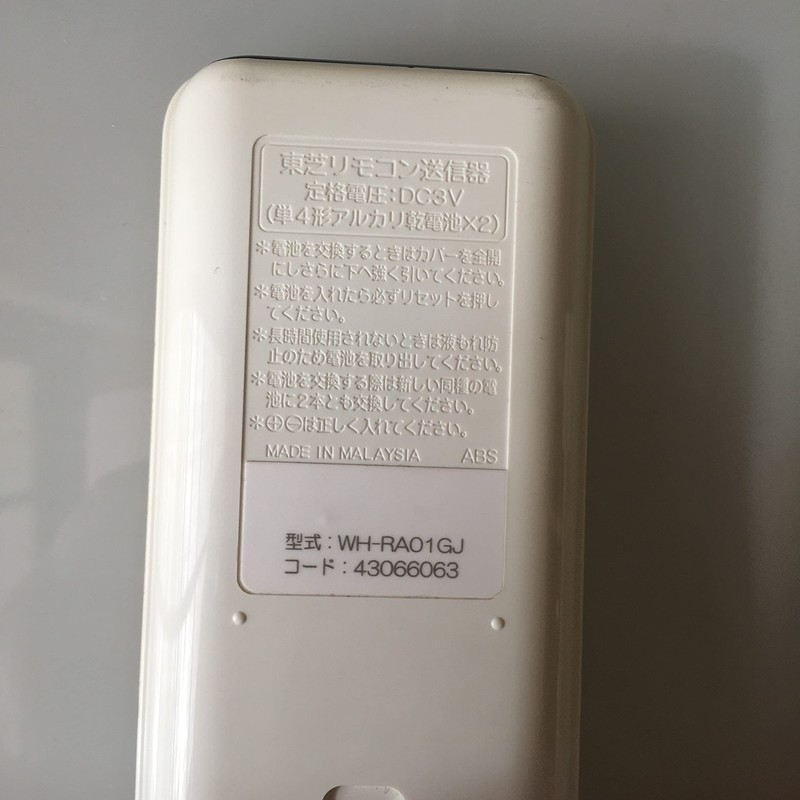 東芝リモコン送信器
定格電圧:DC3V
(単4形アルカリ乾電池×2)
*電池を交換するときはカバーを全開
にしさらに下へ強く引いてください。
*電池を入れたら必ずリセットを押し
てください。
*長時間使用されないときは液もれ防
止のため電池を取り出してください。
*電池を交換する際は新しい同種の電
池に2本とも交換してください。
*⊕⊖は正しく入れてください。
MADE IN MALAYSIA ABS
型式:WH-RA01GJ
コード:43066063